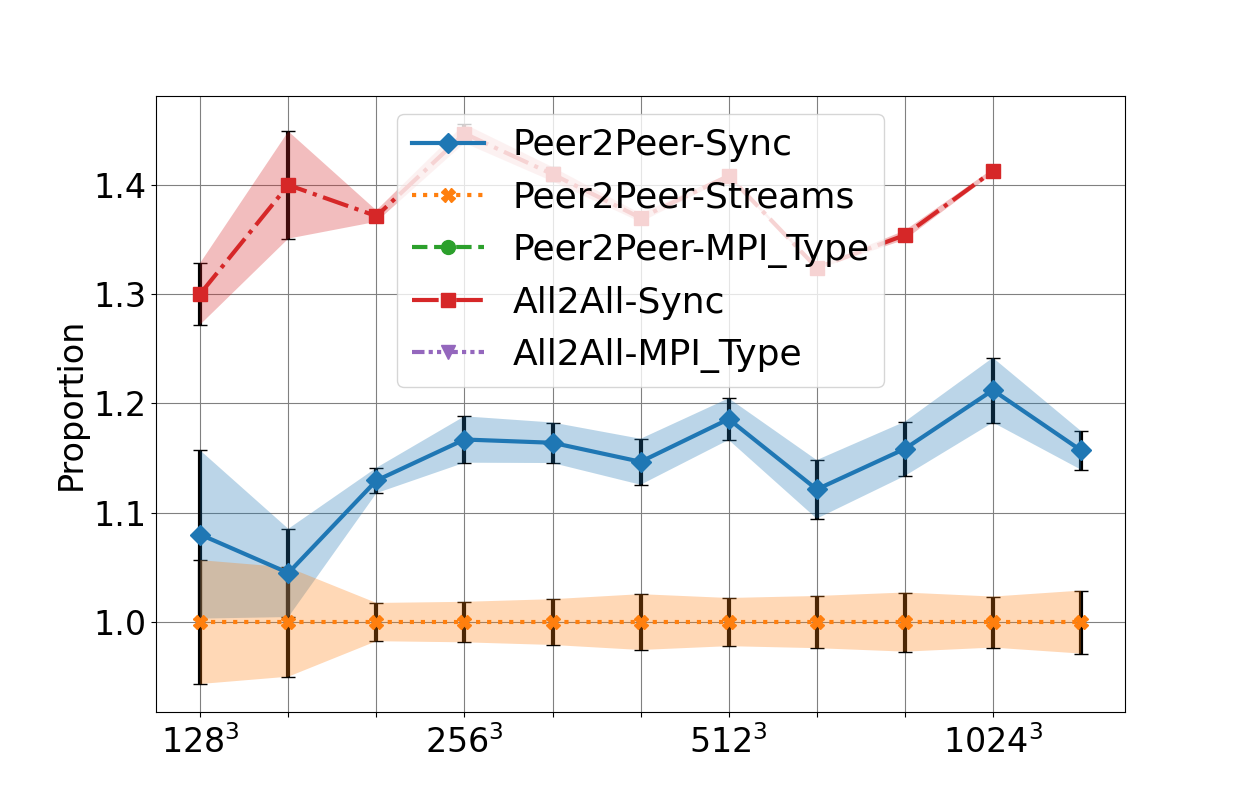 Proportion
1.4
1.3
1.2
1.1
1.0
Peer2Peer-Sync
Peer2Peer-Streams
Peer2Peer-MPI_Type
All2All-Sync
All2All-MPI_Type
128³ 256³ 512³ 1024³